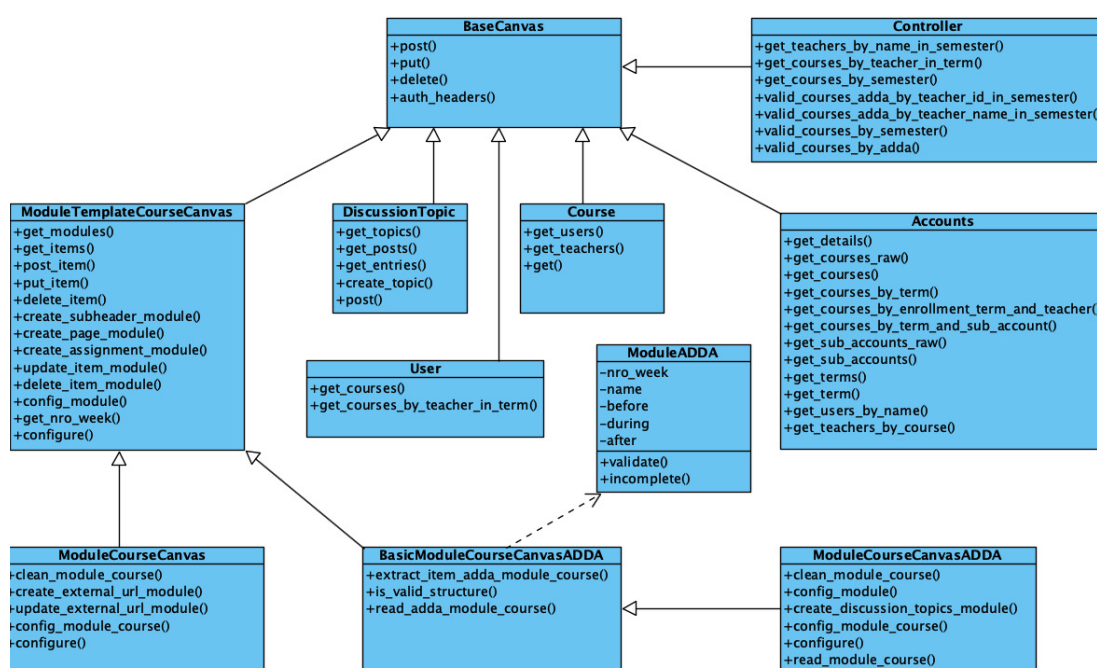 BaseCanvas
+post()
+put()
+delete()
+auth_headers()
Controller
+get_teachers_by_name_in_semester()
+get_courses_by_teacher_in_term()
+get_courses_by_semester()
+valid_courses_adda_by_teacher_id_in_semester()
+valid_courses_adda_by_teacher_name_in_semester()
+valid_courses_by_semester()
+valid_courses_by_adda()
ModuleTemplateCourseCanvas
+get_modules()
+get_items()
+post_item()
+put_item()
+delete_item()
+create_subheader_module()
+create_page_module()
+create_assignment_module()
+update_item_module()
+delete_item_module()
+config_module()
+get_nro_week()
+configure()
DiscussionTopic
+get_topics()
+get_posts()
+get_entries()
+create_topic()
+post()
Course
+get_users()
+get_teachers()
+get()
Accounts
+get_details()
+get_courses_raw()
+get_courses()
+get_courses_by_term()
+get_courses_by_enrollment_term_and_teacher()
+get_courses_by_term_and_sub_account()
+get_sub_accounts_raw()
+get_sub_accounts()
+get_terms()
+get_term()
+get_users_by_name()
+get_teachers_by_course()
User
+get_courses()
+get_courses_by_teacher_in_term()
ModuleADDA
-nro_week
-name
-before
-during
-after
+validate()
+incomplete()
ModuleCourseCanvas
+clean_module_course()
+create_external_url_module()
+update_external_url_module()
+config_module_course()
+configure()
BasicModuleCourseCanvasADDA
+extract_item_adda_module_course()
+is_valid_structure()
+read_adda_module_course()
ModuleCourseCanvasADDA
+clean_module_course()
+config_module()
+create_discussion_topics_module()
+config_module_course()
+configure()
+read_module_course()